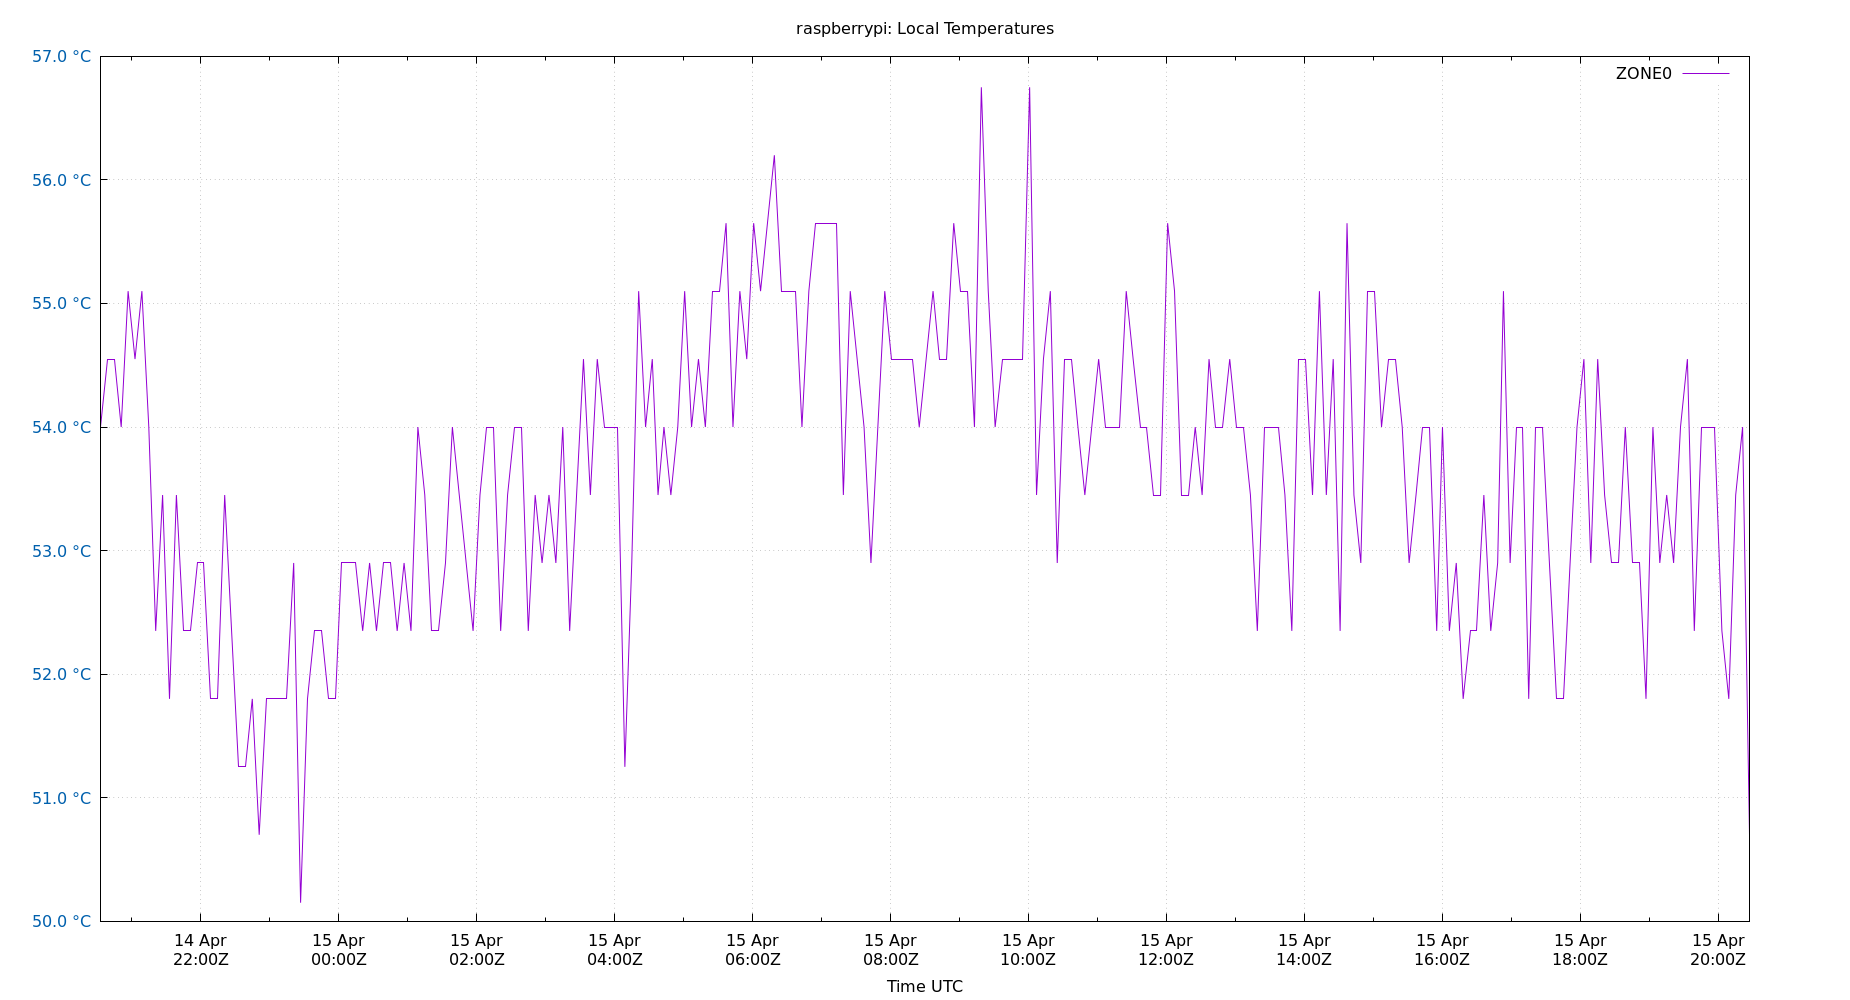 raspberrypi: Local Temperatures
57.0 °C
ZONE0
56.0 °C
55.0 °C
54.0 °C
53.0 °C
52.0 °C
51.0 °C
50.0 °C
14 Apr 15 Apr 15 Apr 15 Apr 15 Apr 15 Apr 15 Apr 15 Apr 15 Apr 15 Apr 15 Apr 15 Apr
22:00Z 00:00Z 02:00Z 04:00Z 06:00Z 08:00Z 10:00Z 12:00Z 14:00Z 16:00Z 18:00Z 20:00Z
Time UTC